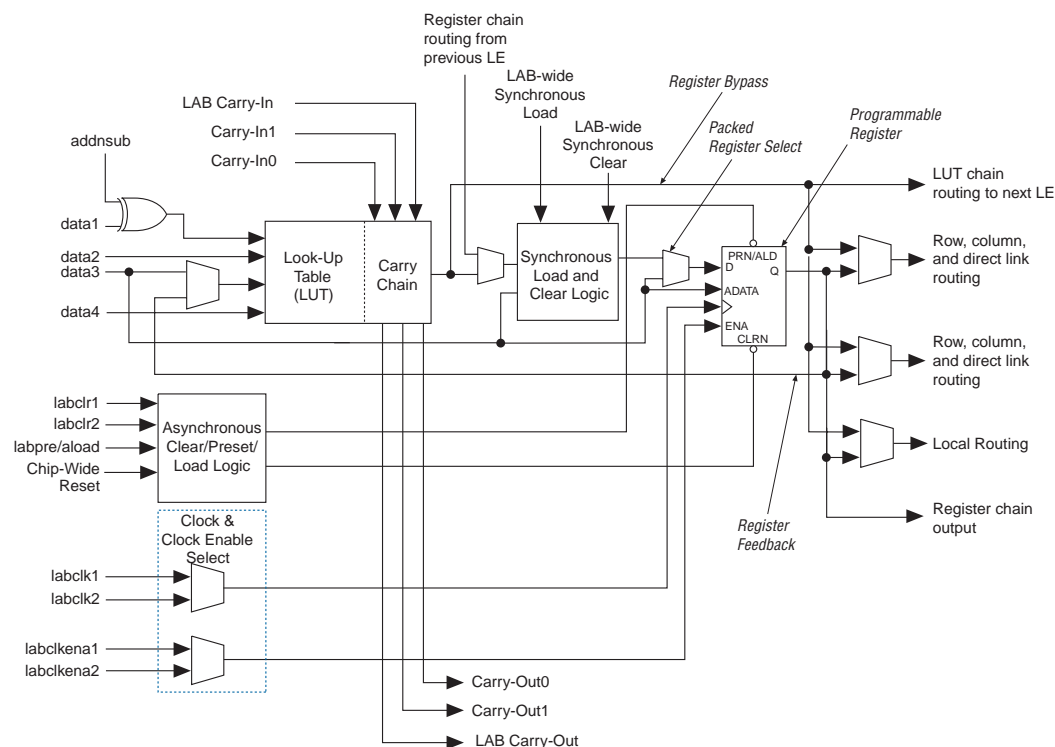 Register chain
routing from
previous LE
LAB-wide
Synchronous
Load
Register Bypass
Programmable
Register
LAB Carry-In
Packed
Register Select
LAB-wide
Synchronous
Clear
Carry-In1
addnsub
Carry-In0
LUT chain
routing to next LE
data1
data2
data3
data4
Look-Up
Table
(LUT)
Carry
Chain
Synchronous
Load and
Clear Logic
PRN/ALD
D
Q
ADATA
ENA
CLRN
Row, column,
and direct link
routing
Row, column,
and direct link
routing
labclr1
labclr2
labpre/aload
Chip-Wide
Reset
Asynchronous
Clear/Preset/
Load Logic
Local Routing
Register chain
output
Register
Feedback
Clock &
Clock Enable
Select
labclk1
labclk2
labclkena1
labclkena2
Carry-Out0
Carry-Out1
LAB Carry-Out